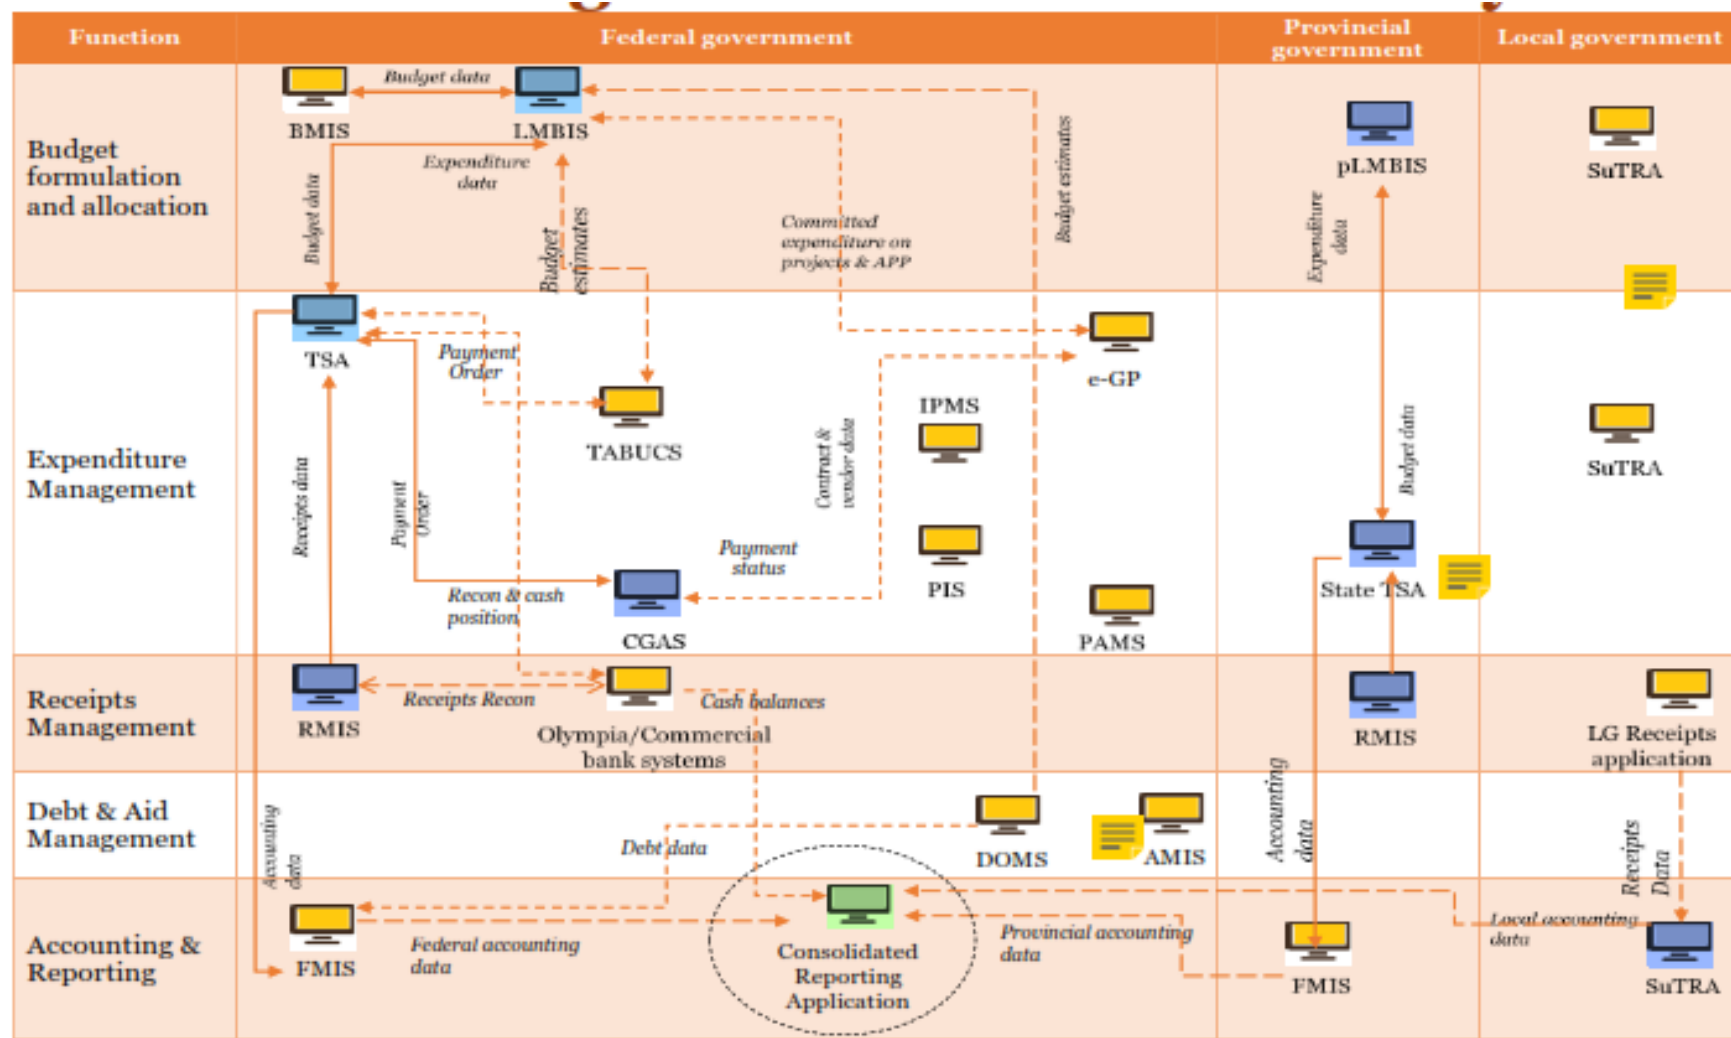 Function
Federal government
Provincial
government
Local government
Budget
formulation
and allocation
BMIS
Budget data
LMBIS
Expenditure
data
Budget data
Budget
estimates
Committed
expenditure on
projects & APP
Budget estimates
pLMBIS
Expenditure
data
SuTRA
Expenditure
Management
TSA
Payment
Order
TABUCS
e-GP
IPMS
Contract &
vendor data
Receipts data
Payment
Order
Recon & cash
position
CGAS
Payment
status
PIS
PAMS
Budget data
State TSA
SuTRA
Receipts
Management
RMIS
Receipts Recon
Olympia/Commercial
bank systems
Cash balances
RMIS
LG Receipts
application
Debt & Aid
Management
Accounting
data
Debt data
DOMS
AMIS
Accounting
data
Receipts
Data
Accounting &
Reporting
FMIS
Federal accounting
data
Consolidated
Reporting
Application
Provincial accounting
data
FMIS
Local accounting
data
SuTRA